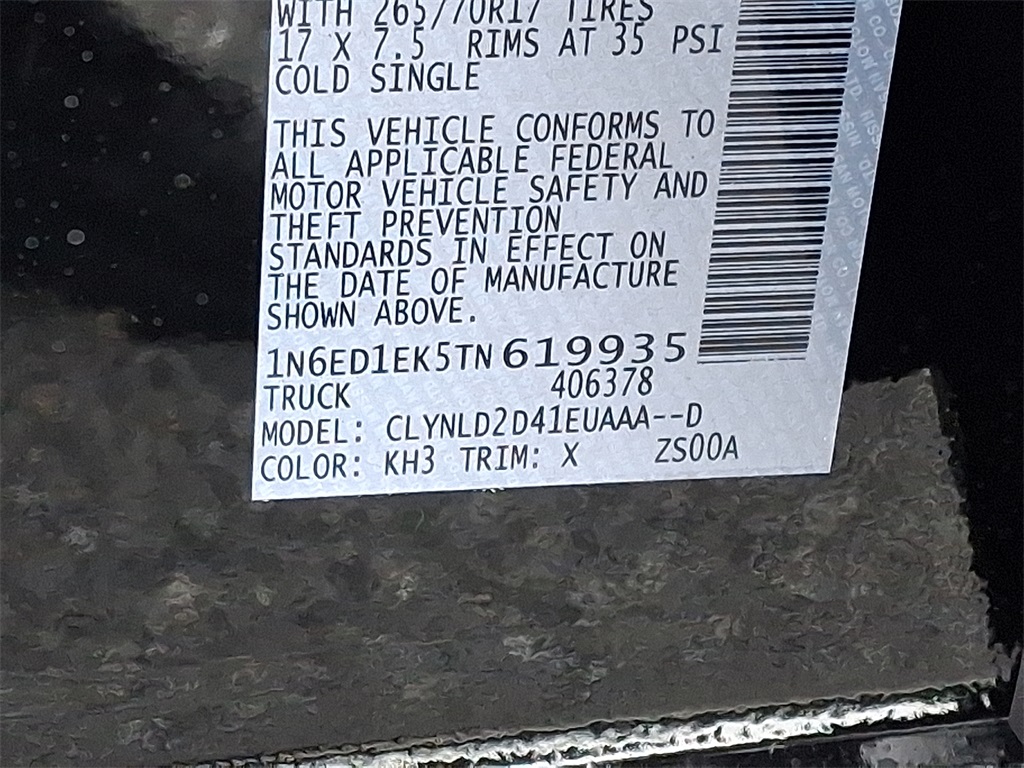 WITH 265/70R17 TIRES
17 X 7.5 RIMS AT 35 PSI
COLD SINGLE
THIS VEHICLE CONFORMS TO
ALL APPLICABLE FEDERAL
MOTOR VEHICLE SAFETY AND
THEFT PREVENTION
STANDARDS IN EFFECT ON
THE DATE OF MANUFACTURE
SHOWN ABOVE.
1N6ED1EK5TN619935
TRUCK 406378
MODEL: CLYNLD2D41EUAAA--D
COLOR: KH3 TRIM: X ZS00A